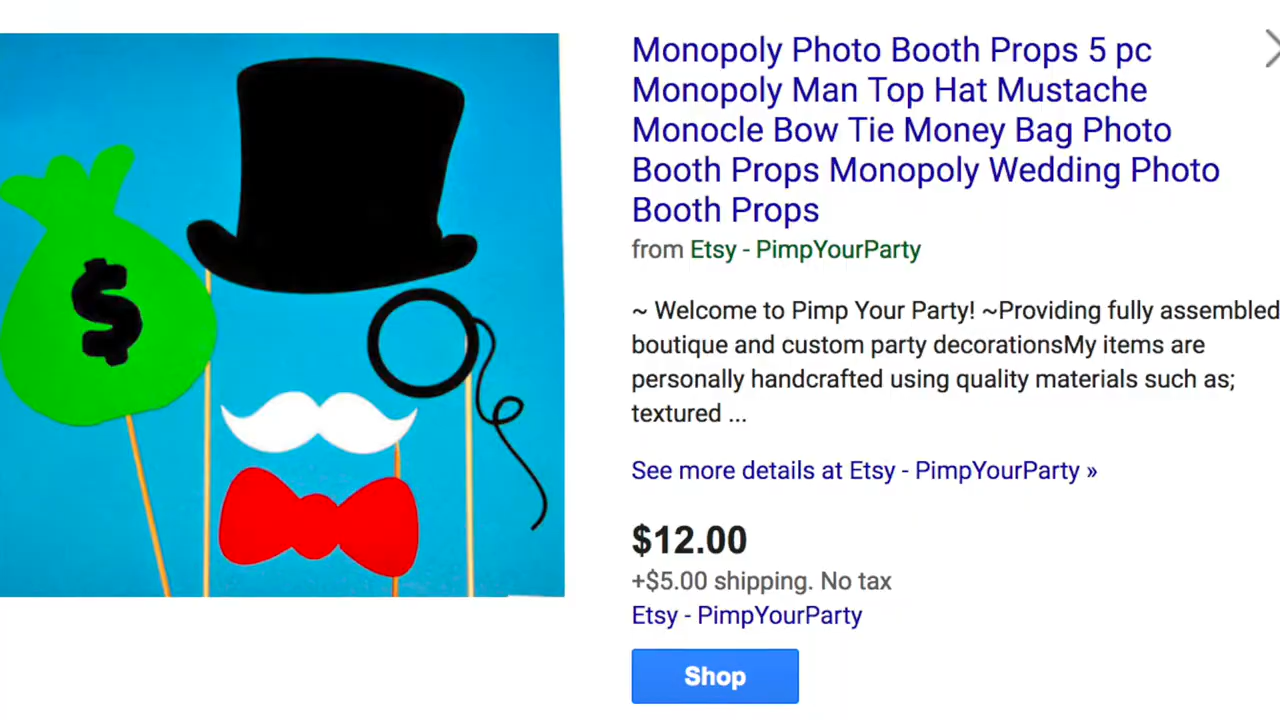 $
Monopoly Photo Booth Props 5 pc
Monopoly Man Top Hat Mustache
Monocle Bow Tie Money Bag Photo
Booth Props Monopoly Wedding Photo
Booth Props
from Etsy - PimpYourParty
~ Welcome to Pimp Your Party! ~Providing fully assembled
boutique and custom party decorationsMy items are
personally handcrafted using quality materials such as;
textured ...
See more details at Etsy - PimpYourParty »
$12.00
+$5.00 shipping. No tax
Etsy - PimpYourParty
Shop